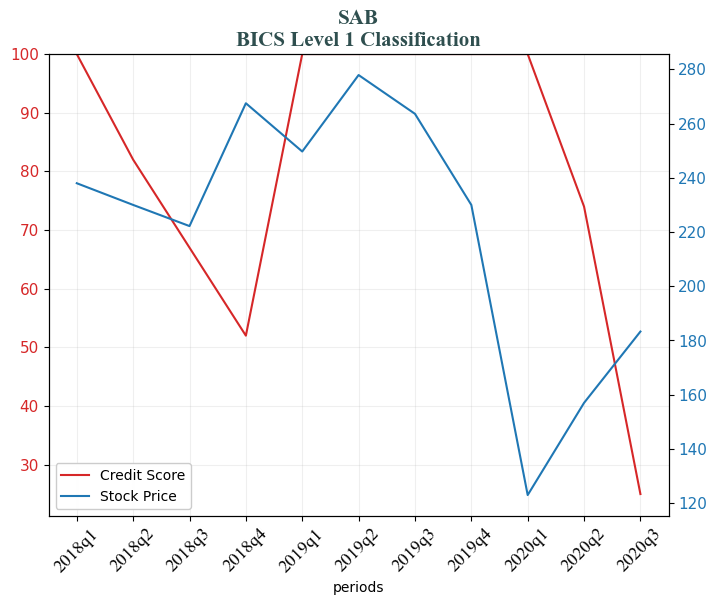 SAB
BICS Level 1 Classification
100
90
80
70
60
50
40
30
280
260
240
220
200
180
160
140
120
Credit Score
Stock Price
2018q1
2018q2
2018q3
2018q4
2019q1
2019q2
2019q3
2019q4
2020q1
2020q2
2020q3
periods